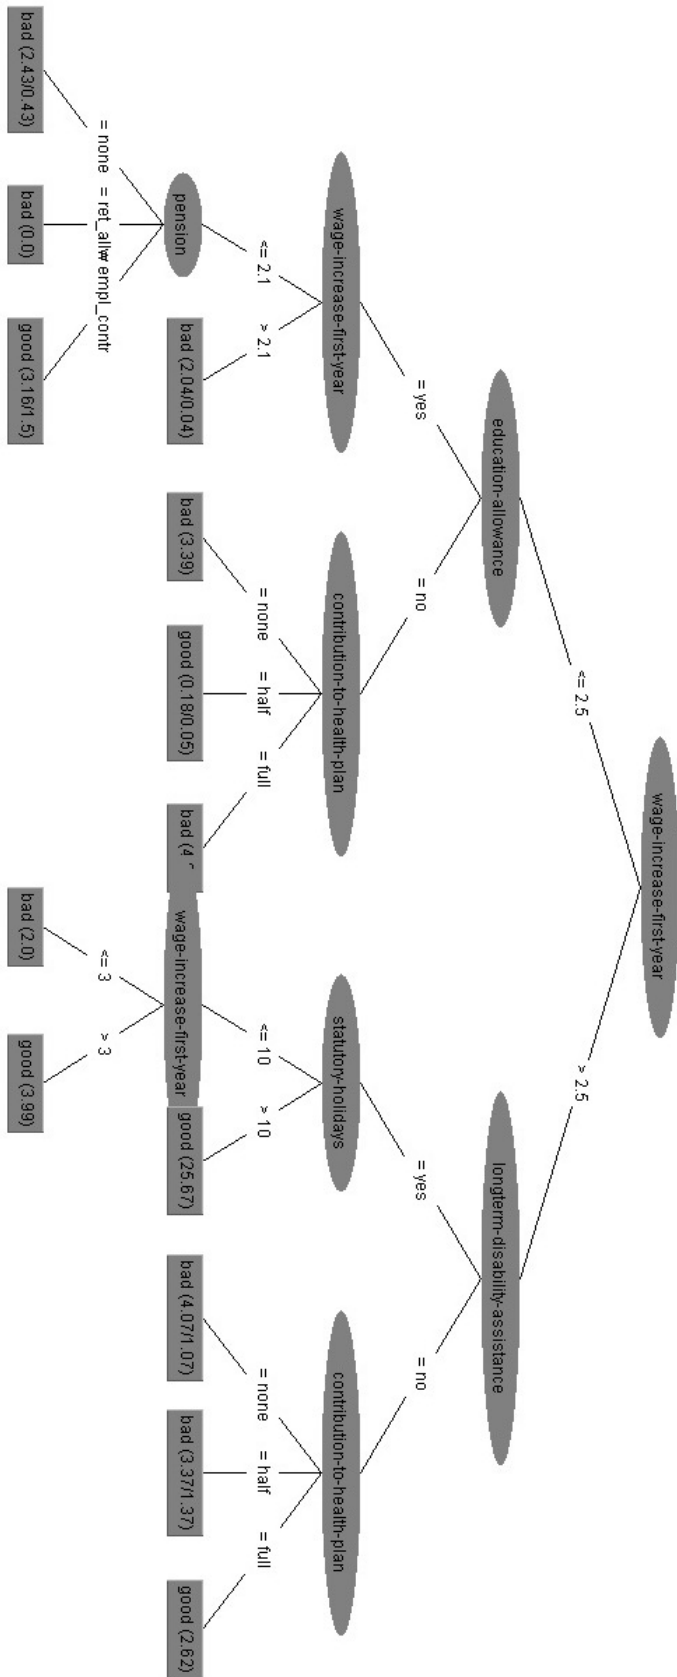 wage-increase-first-year
<= 2.5
> 2.5
education-allowance
longterm-disability-assistance
= yes
= no
= yes
= no
wage-increase-first-year
contribution-to-health-plan
statutory-holidays
contribution-to-health-plan
<= 2.1
> 2.1
= none
= half
= full
<= 10
> 10
= none
= half
= full
pension
bad (2.04/0.04)
bad (3.39)
good (0.18/0.05)
bad (4.
wage-increase-first-year
good (25.67)
bad (4.07/1.07)
bad (3.37/1.37)
good (2.62)
= none
= ret_allw
empl_contr
<= 3
> 3
bad (2.43/0.43)
bad (0.0)
good (3.16/1.5)
bad (2.0)
good (3.99)